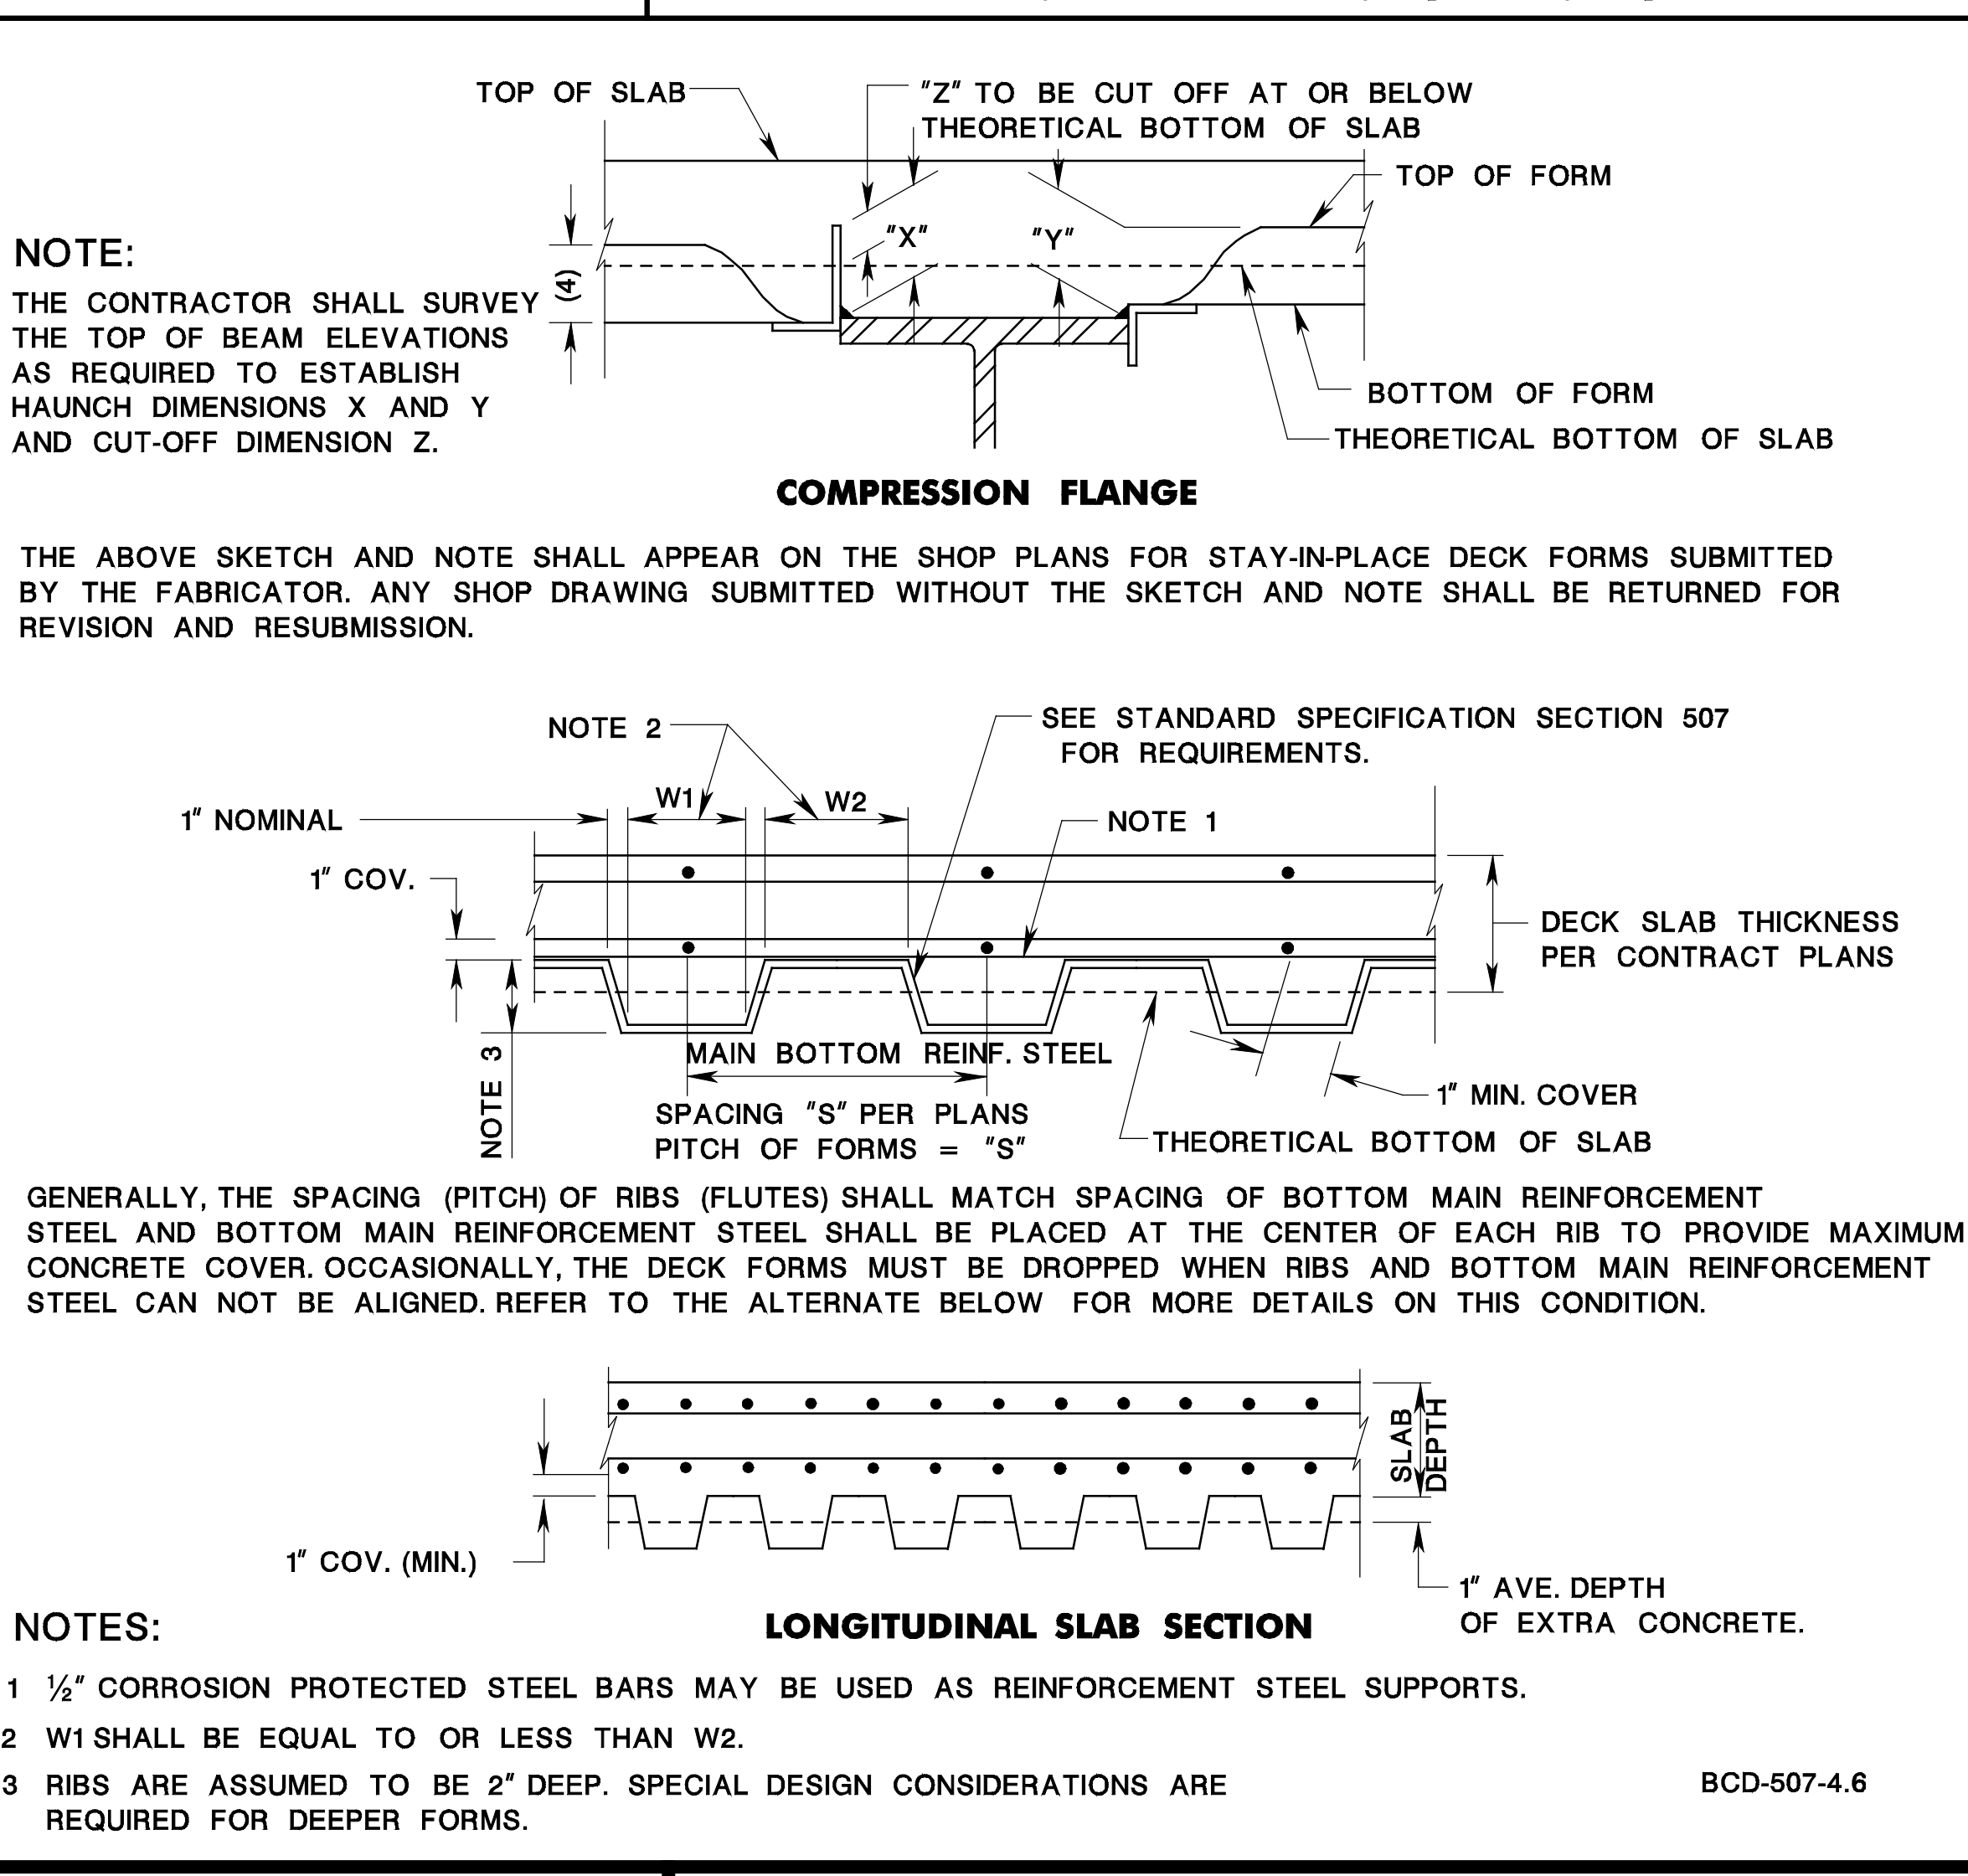 TOP OF SLAB
"Z" TO BE CUT OFF AT OR BELOW
THEORETICAL BOTTOM OF SLAB
TOP OF FORM
"X"
"Y"
(4)
NOTE:
THE CONTRACTOR SHALL SURVEY
THE TOP OF BEAM ELEVATIONS
AS REQUIRED TO ESTABLISH
HAUNCH DIMENSIONS X AND Y
AND CUT-OFF DIMENSION Z.
BOTTOM OF FORM
THEORETICAL BOTTOM OF SLAB
COMPRESSION FLANGE
THE ABOVE SKETCH AND NOTE SHALL APPEAR ON THE SHOP PLANS FOR STAY-IN-PLACE DECK FORMS SUBMITTED
BY THE FABRICATOR. ANY SHOP DRAWING SUBMITTED WITHOUT THE SKETCH AND NOTE SHALL BE RETURNED FOR
REVISION AND RESUBMISSION.
NOTE 2
SEE STANDARD SPECIFICATION SECTION 507
FOR REQUIREMENTS.
W1
W2
1" NOMINAL
NOTE 1
1" COV.
DECK SLAB THICKNESS
PER CONTRACT PLANS
NOTE 3
MAIN BOTTOM REINF. STEEL
SPACING "S" PER PLANS
PITCH OF FORMS = "S"
1" MIN. COVER
THEORETICAL BOTTOM OF SLAB
GENERALLY, THE SPACING (PITCH) OF RIBS (FLUTES) SHALL MATCH SPACING OF BOTTOM MAIN REINFORCEMENT
STEEL AND BOTTOM MAIN REINFORCEMENT STEEL SHALL BE PLACED AT THE CENTER OF EACH RIB TO PROVIDE MAXIMUM
CONCRETE COVER. OCCASIONALLY, THE DECK FORMS MUST BE DROPPED WHEN RIBS AND BOTTOM MAIN REINFORCEMENT
STEEL CAN NOT BE ALIGNED. REFER TO THE ALTERNATE BELOW FOR MORE DETAILS ON THIS CONDITION.
SLAB
DEPTH
1" COV. (MIN.)
1" AVE. DEPTH
OF EXTRA CONCRETE.
LONGITUDINAL SLAB SECTION
NOTES:
1 ½" CORROSION PROTECTED STEEL BARS MAY BE USED AS REINFORCEMENT STEEL SUPPORTS.
2 W1 SHALL BE EQUAL TO OR LESS THAN W2.
3 RIBS ARE ASSUMED TO BE 2" DEEP. SPECIAL DESIGN CONSIDERATIONS ARE
REQUIRED FOR DEEPER FORMS.
BCD-507-4.6